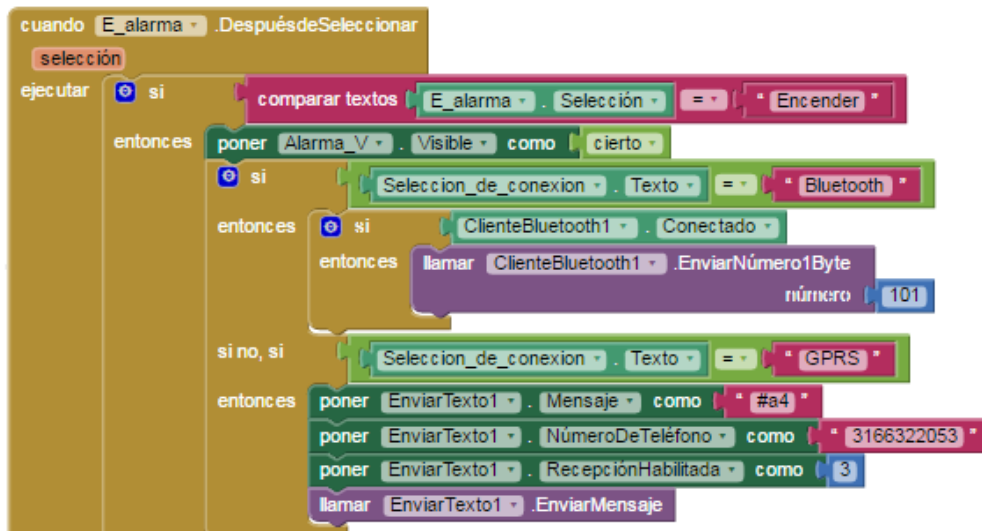 cuando E_alarma .DespuésdeSeleccionar
selección
ejecutar si comparar textos E_alarma . Selección = " Encender "
entonces poner Alarma_V . Visible como cierto
si Seleccion_de_conexion . Texto = " Bluetooth "
entonces si ClienteBluetooth1 . Conectado
entonces llamar ClienteBluetooth1 .EnviarNúmero1Byte
número 101
si no, si Seleccion_de_conexion . Texto = " GPRS "
entonces poner EnviarTexto1 . Mensaje como " #a4 "
poner EnviarTexto1 . NúmeroDeTeléfono como " 3166322053 "
poner EnviarTexto1 . RecepciónHabilitada como 3
llamar EnviarTexto1 .EnviarMensaje